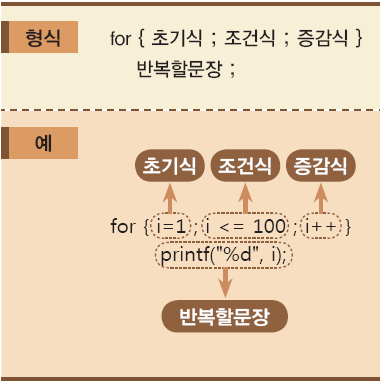 형식
for { 초기식 ; 조건식 ; 증감식 }
반복할문장 ;
예
초기식 조건식 증감식
for { i=1 ; i <= 100 ; i++ }
printf("%d", i);
반복할문장